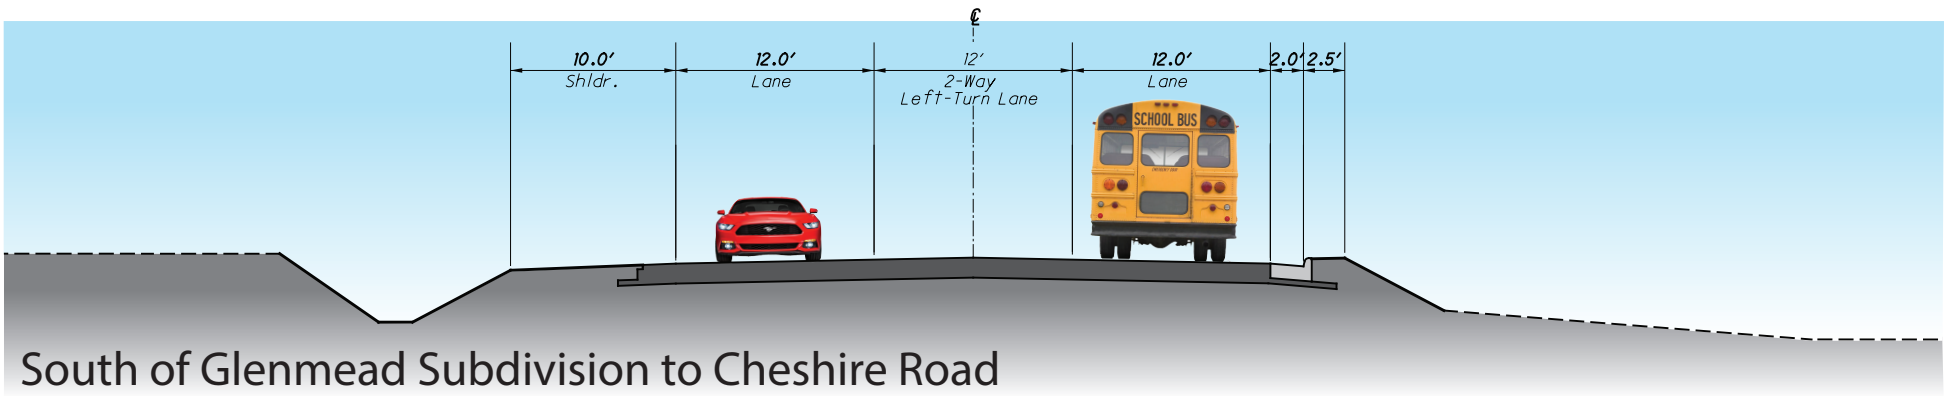 ℄
10.0' 12.0' 12' 12.0' 2.0' 2.5'
Shldr. Lane 2-Way Lane
Left-Turn Lane
SCHOOL BUS
South of Glenmead Subdivision to Cheshire Road